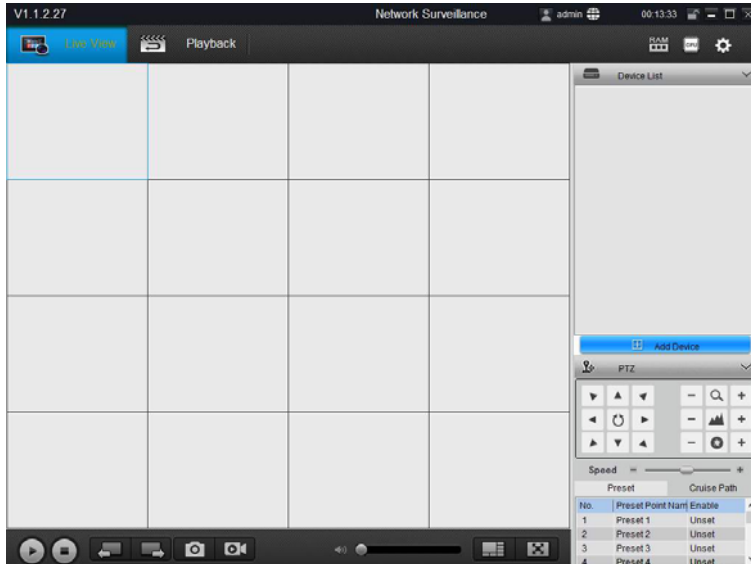 V1.1.2.27 Network Surveillance admin 00:13:33
Live View Playback RAM CPU
Device List
Add Device
PTZ
Speed
Preset Cruise Path
No. Preset Point Nam Enable
1 Preset 1 Unset
2 Preset 2 Unset
3 Preset 3 Unset
4 Preset 4 Unset